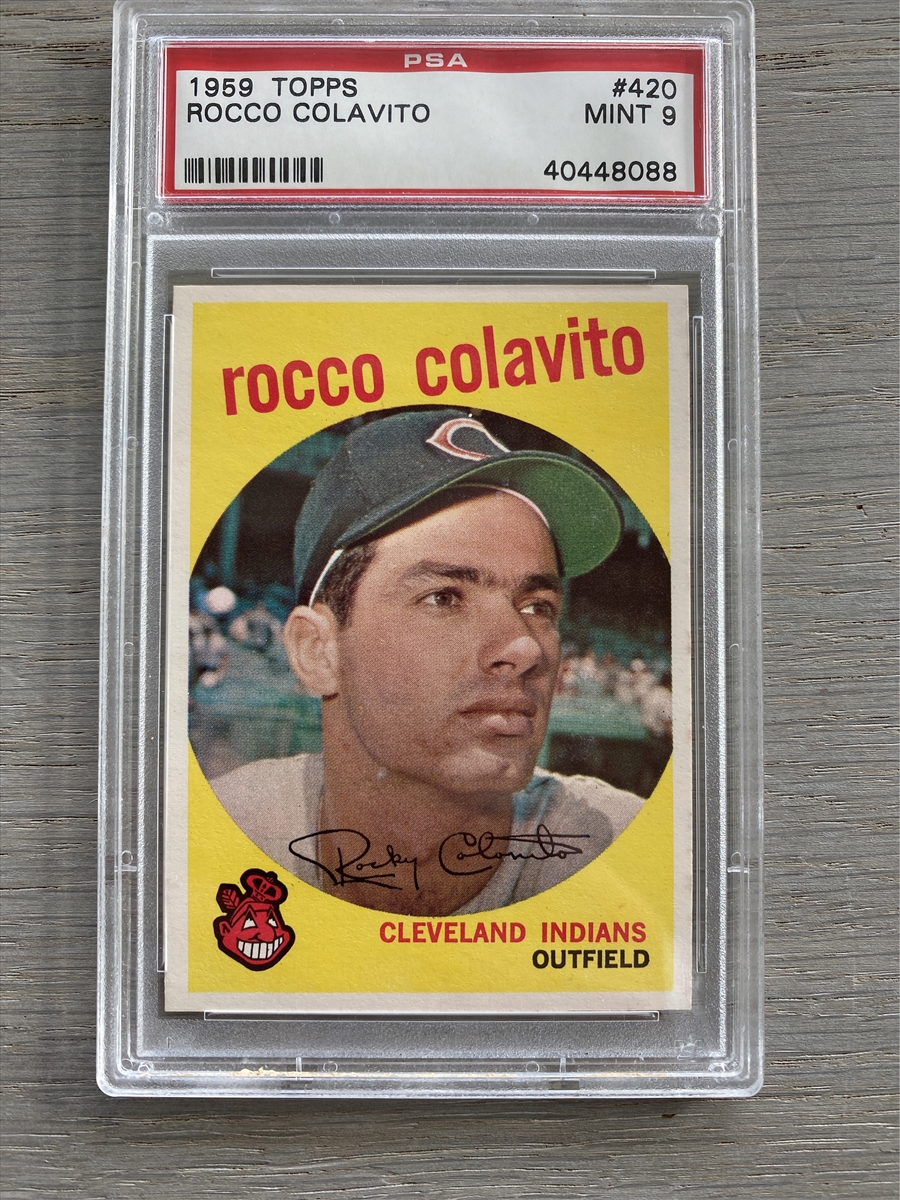 PSA
1959 TOPPS #420
ROCCO COLAVITO MINT 9
40448088
rocco colavito
C
Rocky Colavito
CLEVELAND INDIANS
OUTFIELD